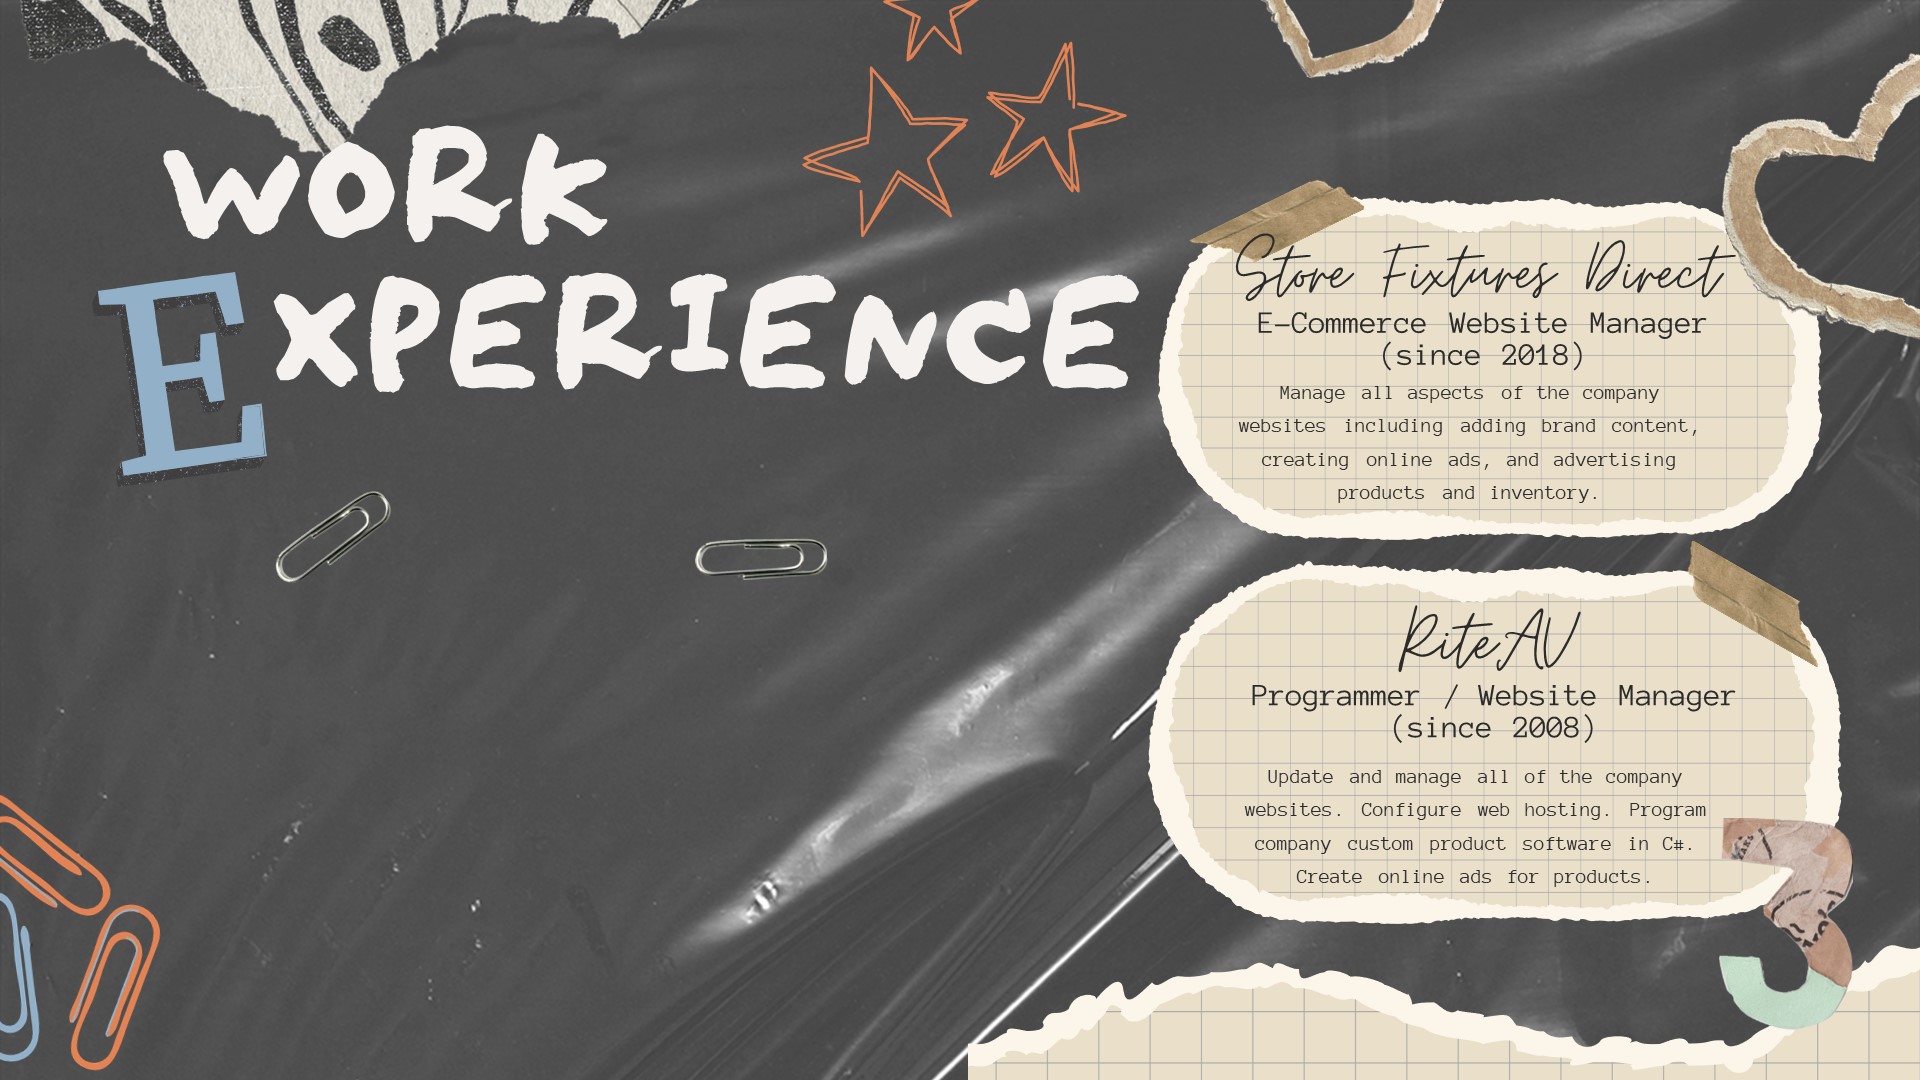 WORK
EXPERIENCE
Store Fixtures Direct
E-Commerce Website Manager
(since 2018)
Manage all aspects of the company
websites including adding brand content,
creating online ads, and advertising
products and inventory.
RiteAV
Programmer / Website Manager
(since 2008)
Update and manage all of the company
websites. Configure web hosting. Program
company custom product software in C#.
Create online ads for products.
3